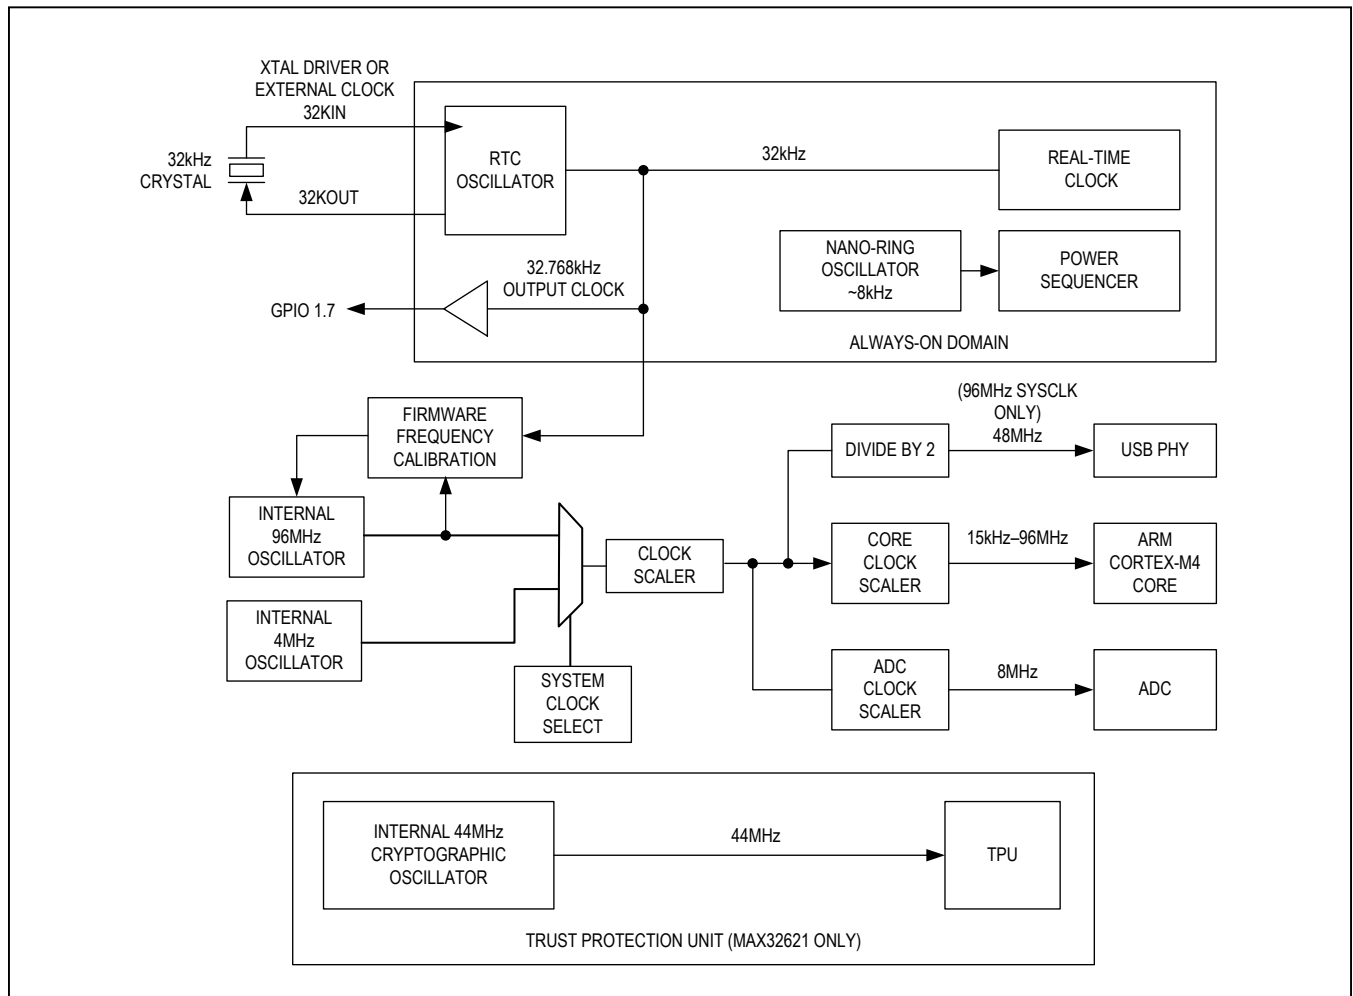 XTAL DRIVER OR
EXTERNAL CLOCK
32KIN
32kHz
CRYSTAL
32KOUT
RTC
OSCILLATOR
32kHz
REAL-TIME
CLOCK
NANO-RING
OSCILLATOR
~8kHz
POWER
SEQUENCER
32.768kHz
OUTPUT CLOCK
GPIO 1.7
ALWAYS-ON DOMAIN
FIRMWARE
FREQUENCY
CALIBRATION
(96MHz SYSCLK
ONLY)
48MHz
DIVIDE BY 2
USB PHY
INTERNAL
96MHz
OSCILLATOR
CLOCK
SCALER
CORE
CLOCK
SCALER
15kHz–96MHz
ARM
CORTEX-M4
CORE
INTERNAL
4MHz
OSCILLATOR
SYSTEM
CLOCK
SELECT
ADC
CLOCK
SCALER
8MHz
ADC
INTERNAL 44MHz
CRYPTOGRAPHIC
OSCILLATOR
44MHz
TPU
TRUST PROTECTION UNIT (MAX32621 ONLY)